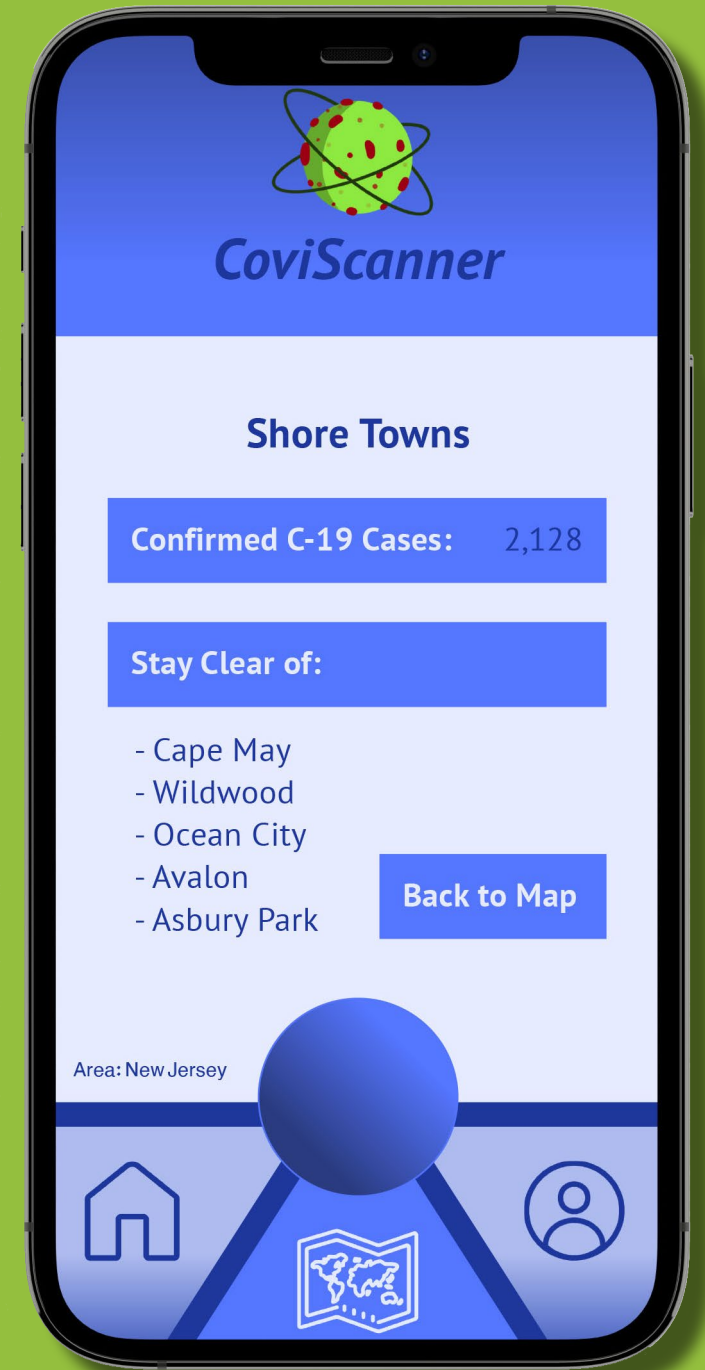 CoviScanner
Shore Towns
Confirmed C-19 Cases: 2,128
Stay Clear of:
- Cape May
- Wildwood
- Ocean City
- Avalon
- Asbury Park
Back to Map
Area: New Jersey